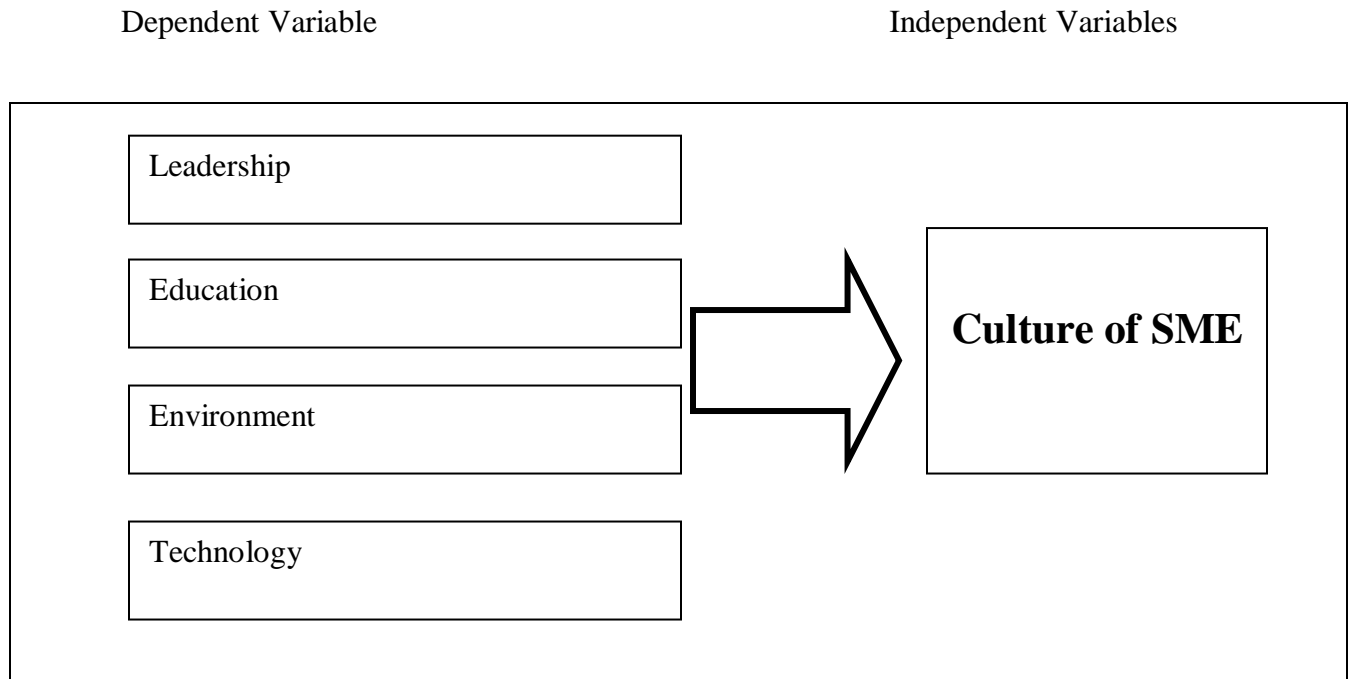 Dependent Variable
Independent Variables
Leadership
Education
Environment
Technology
Culture of SME